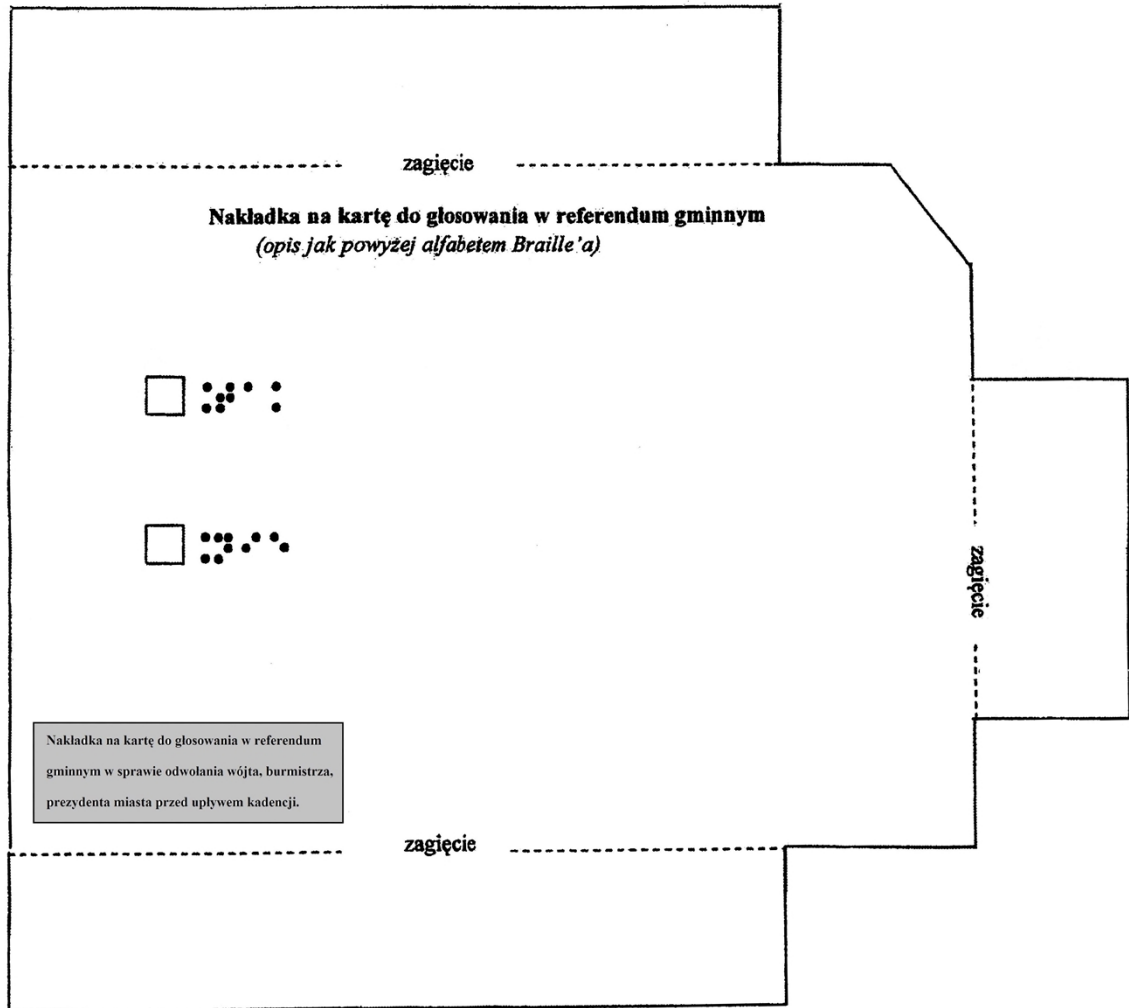 zagięcie
Nakładka na kartę do głosowania w referendum gminnym
(opis jak powyżej alfabetem Braille’a)
⠨⠞⠁⠅
⠨⠝⠊⠑
zagięcie
Nakładka na kartę do głosowania w referendum
gminnym w sprawie odwołania wójta, burmistrza,
prezydenta miasta przed upływem kadencji.
zagięcie